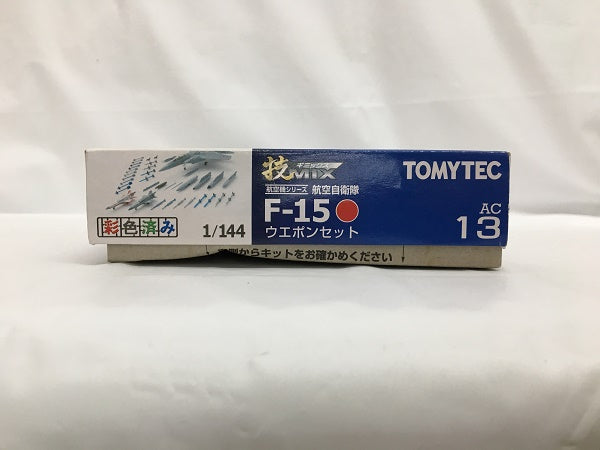 技MIX
ギミックス
TOMYTEC
航空機シリーズ 航空自衛隊
F-15
AC
13
彩色済み
1/144
ウエポンセット
からキットをお確かめください